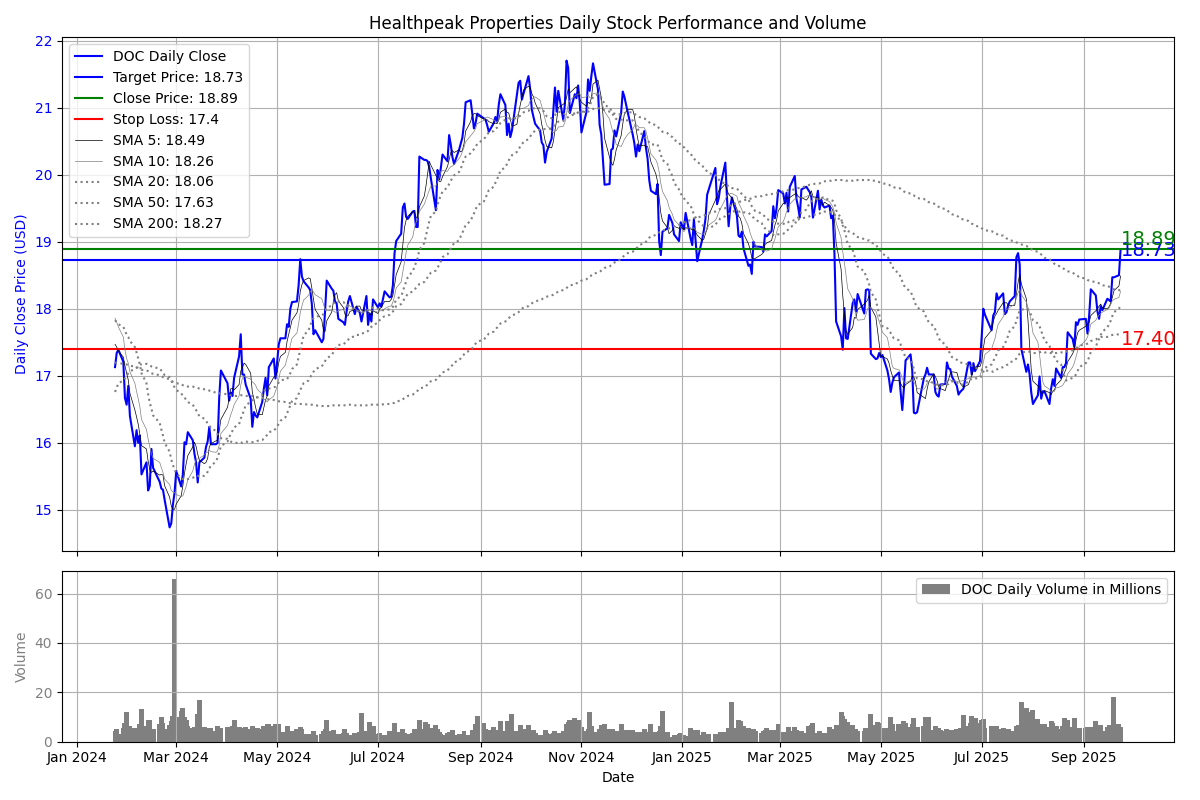 Healthpeak Properties Daily Stock Performance and Volume
22
21
20
19
18
17
16
15
Daily Close Price (USD)
DOC Daily Close
Target Price: 18.73
Close Price: 18.89
Stop Loss: 17.4
SMA 5: 18.49
SMA 10: 18.26
SMA 20: 18.06
SMA 50: 17.63
SMA 200: 18.27
18.89
18.73
17.40
60
40
20
0
Volume
DOC Daily Volume in Millions
Jan 2024 Mar 2024 May 2024 Jul 2024 Sep 2024 Nov 2024 Jan 2025 Mar 2025 May 2025 Jul 2025 Sep 2025
Date